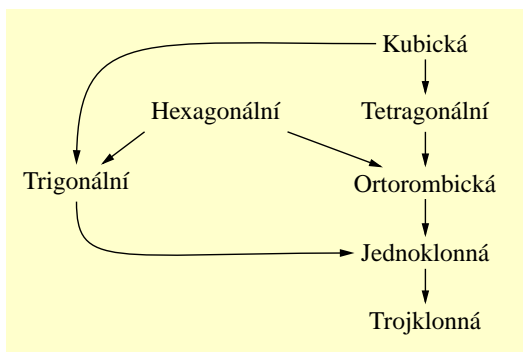 Kubická
Hexagonální
Tetragonální
Trigonální
Ortorombická
Jednoklonná
Trojklonná